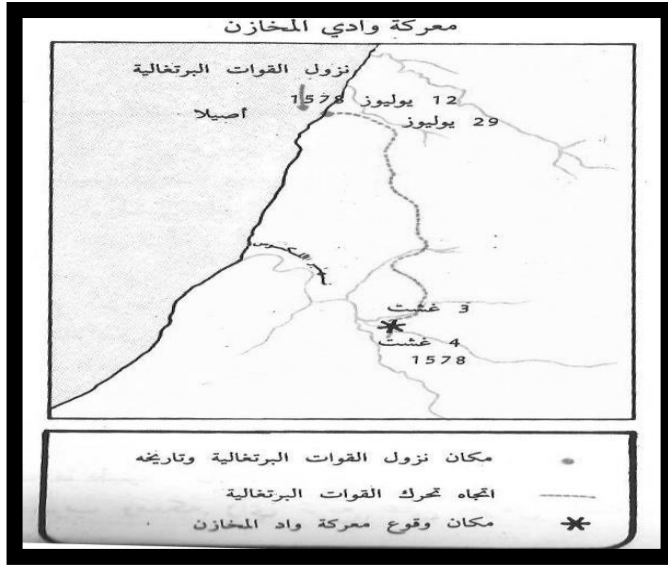 معركة وادي المخازن
نزول القوات البرتغالية
12 يوليوز 1578
أصيلا
29 يوليوز
3 غشت
4 غشت
1578
مكان نزول القوات البرتغالية وتاريخه
اتجاه تحرك القوات البرتغالية
مكان وقوع معركة واد المخازن